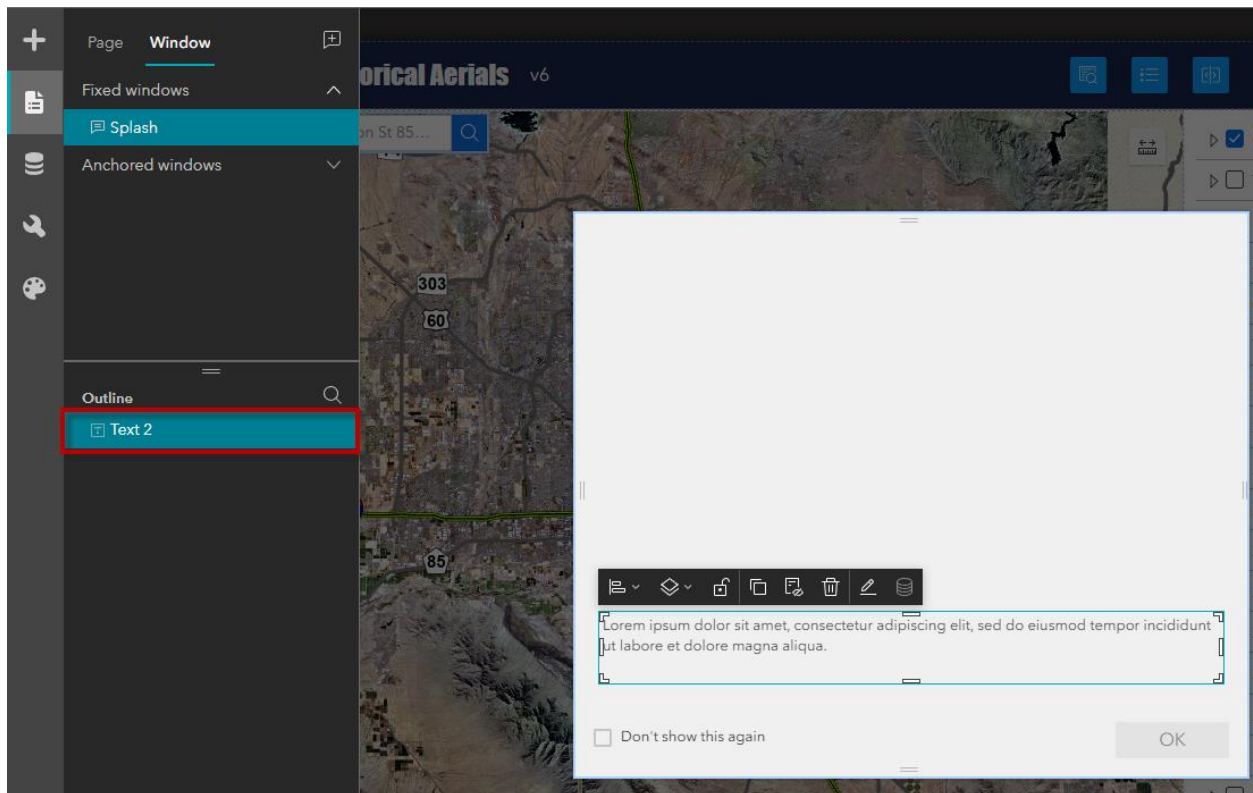 Page Window
Fixed windows
Splash
Anchored windows
Outline
Text 2
orical Aerials v6
on St 85...
303
60
85
Lorem ipsum dolor sit amet, consectetur adipiscing elit, sed do eiusmod tempor incididunt
ut labore et dolore magna aliqua.
Don't show this again
OK